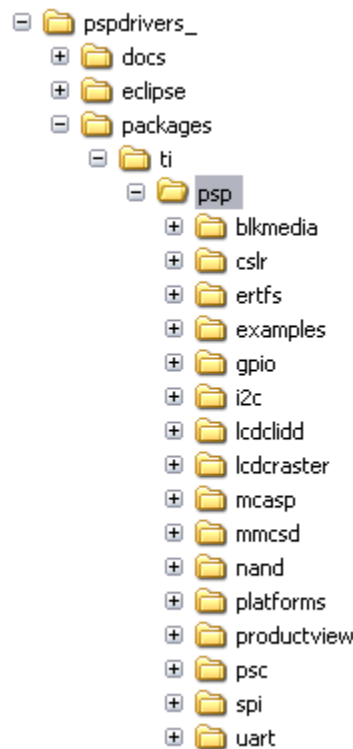 pspdrivers_
docs
eclipse
packages
ti
psp
blkmedia
cslr
ertfs
examples
gpio
i2c
lcdclidd
lcdcraster
mcasp
mmcsd
nand
platforms
productview
psc
spi
uart